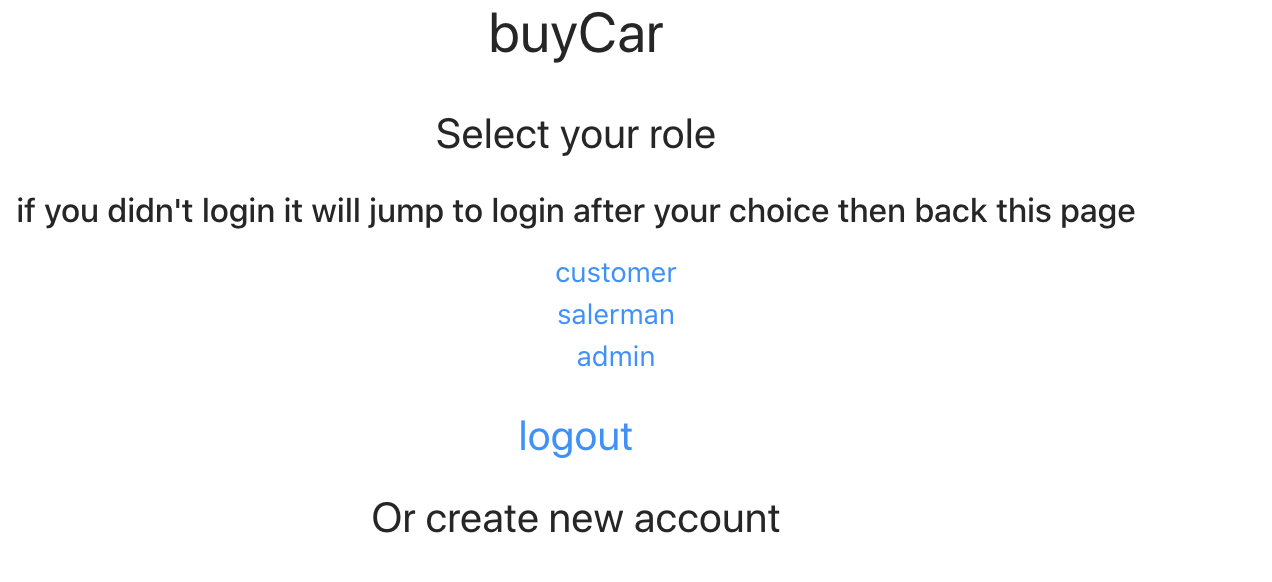 buyCar
Select your role
if you didn't login it will jump to login after your choice then back this page
customer
salerman
admin
logout
Or create new account